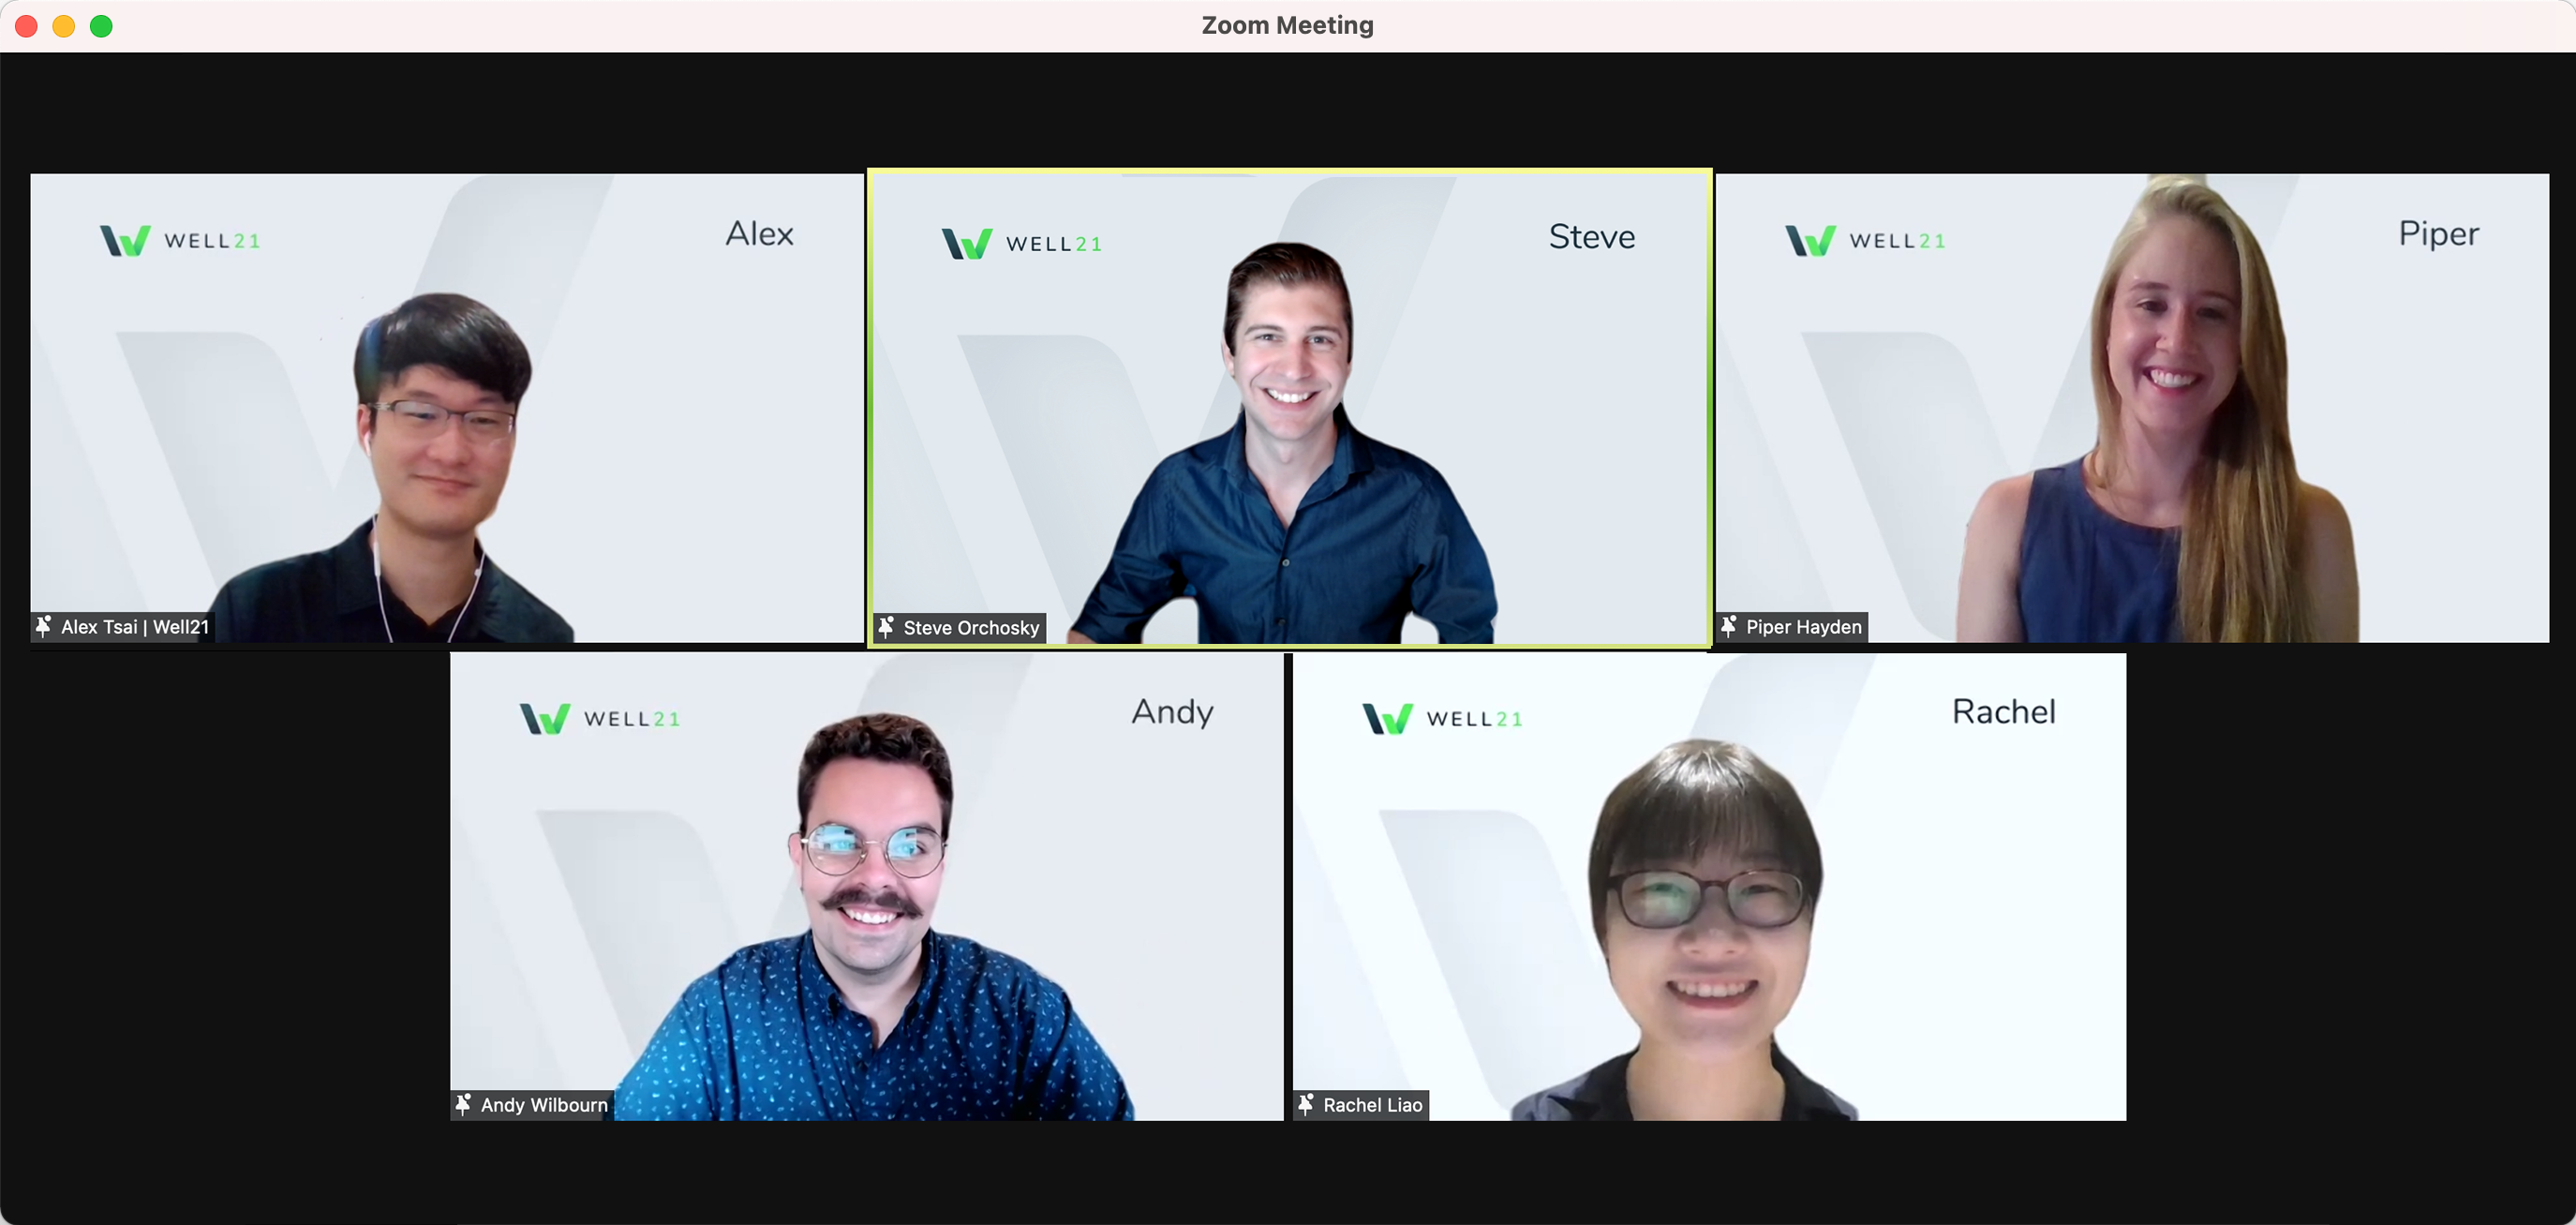 Zoom Meeting
WELL21
Alex
Alex Tsai | Well21
WELL21
Steve
Steve Orchosky
WELL21
Piper
Piper Hayden
WELL21
Andy
Andy Wilbourn
WELL21
Rachel
Rachel Liao